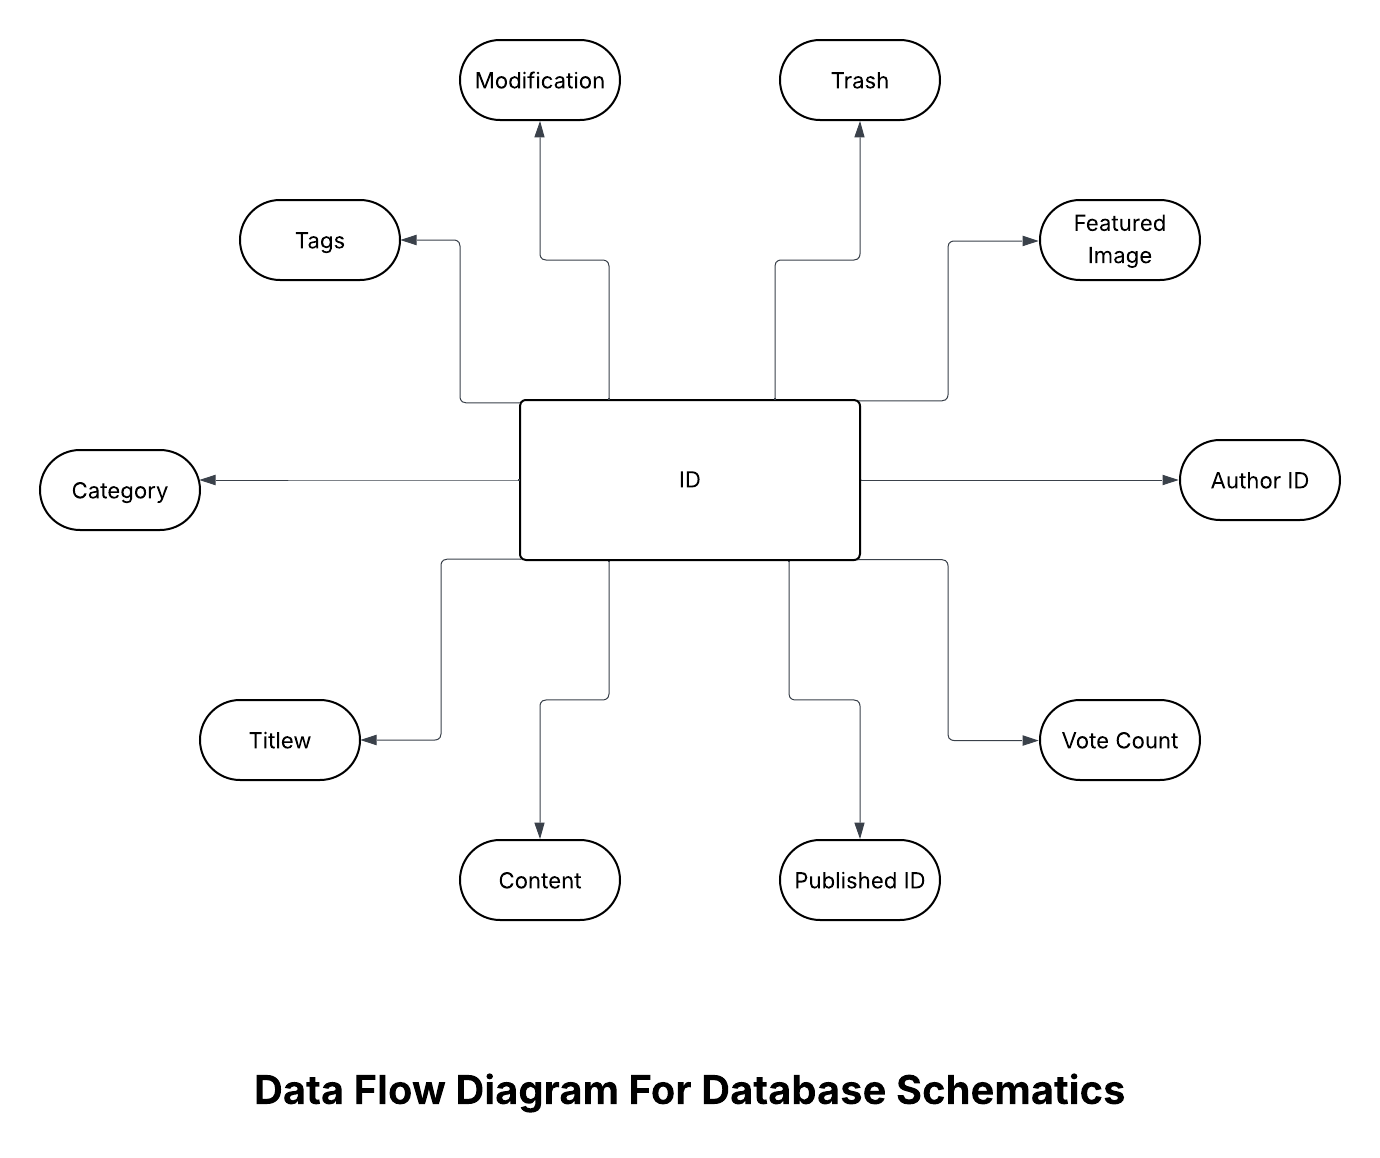 Modification
Trash
Tags
Featured
Image
Category
ID
Author ID
Titlew
Vote Count
Content
Published ID
Data Flow Diagram For Database Schematics